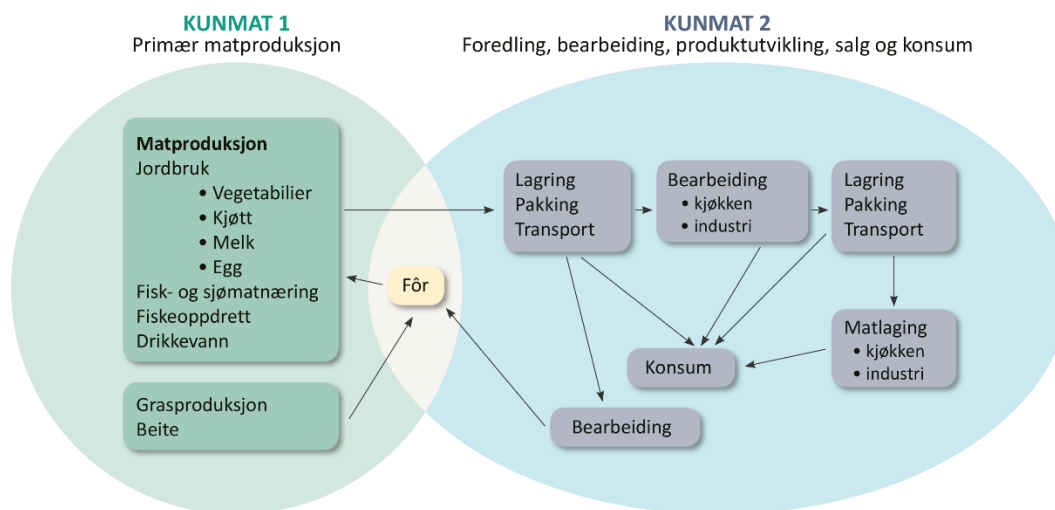 KUNMAT 1
Primær matproduksjon
KUNMAT 2
Foredling, bearbeiding, produktutvikling, salg og konsum
Matproduksjon
Jordbruk
• Vegetabilier
• Kjøtt
• Melk
• Egg
Fisk- og sjømatnæring
Fiskeoppdrett
Drikkevann
Grasproduksjon
Beite
Fôr
Lagring
Pakking
Transport
Bearbeiding
• kjøkken
• industri
Lagring
Pakking
Transport
Matlaging
• kjøkken
• industri
Konsum
Bearbeiding